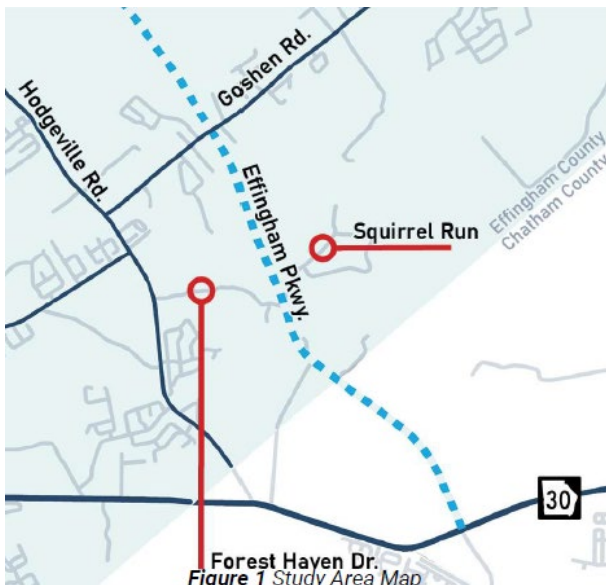 Goshen Rd.
Hodgeville Rd.
Effingham Pkwy.
Squirrel Run
Effingham County
Chatham County
30
Forest Haven Dr.
Figure 1 Study Area Map